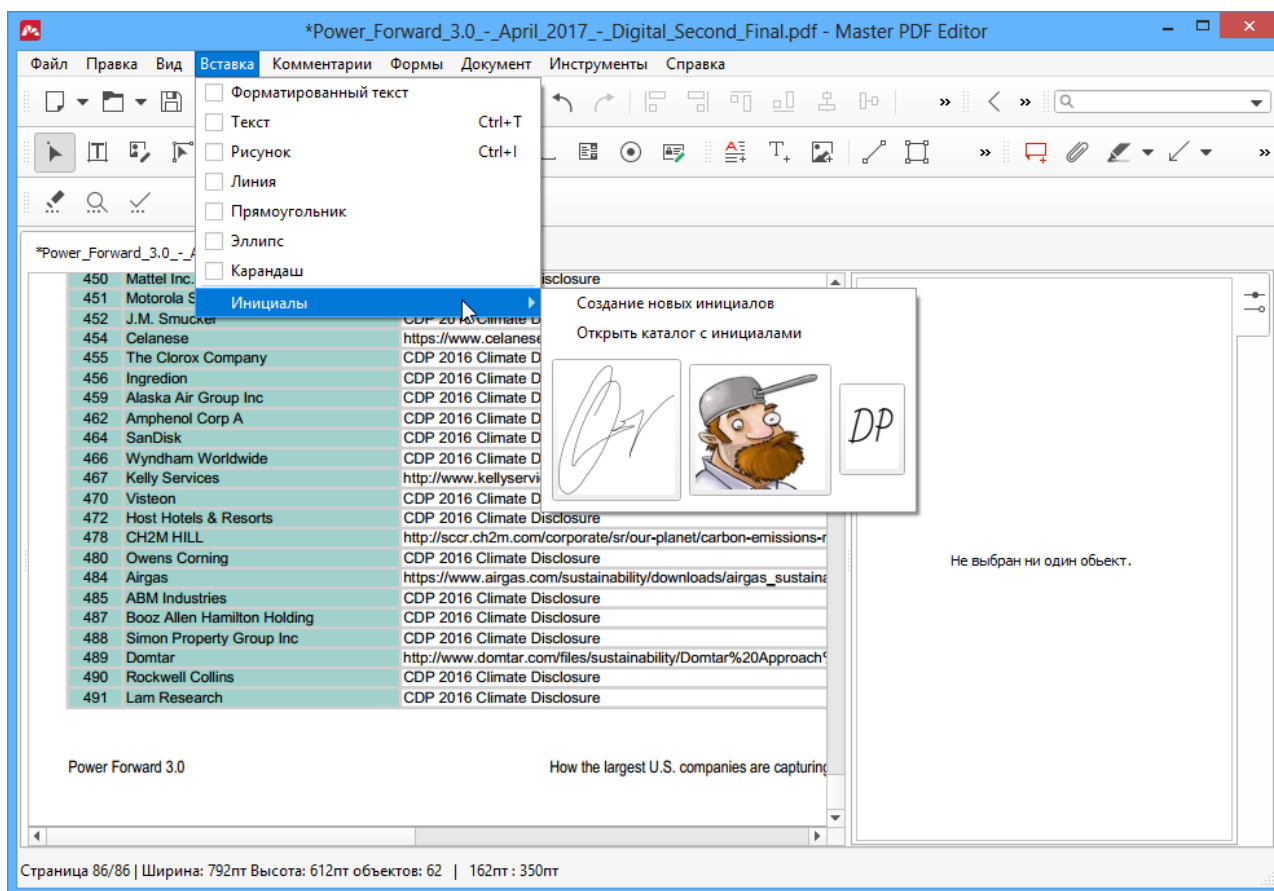 *Power_Forward_3.0_-_April_2017_-_Digital_Second_Final.pdf - Master PDF Editor
Файл Правка Вид Вставка Комментарии Формы Документ Инструменты Справка
Форматированный текст
Текст Ctrl+T
Рисунок Ctrl+I
Линия
Прямоугольник
Эллипс
Карандаш
Инициалы
Создание новых инициалов
Открыть каталог с инициалами
DP
*Power_Forward_3.0_-_A
450 Mattel Inc. isclosure
451 Motorola S
452 J.M. Smucker
454 Celanese https://www.celanese
455 The Clorox Company CDP 2016 Climate D
456 Ingredion CDP 2016 Climate D
459 Alaska Air Group Inc CDP 2016 Climate D
462 Amphenol Corp A CDP 2016 Climate D
464 SanDisk CDP 2016 Climate D
466 Wyndham Worldwide CDP 2016 Climate D
467 Kelly Services http://www.kellyservi
470 Visteon CDP 2016 Climate D
472 Host Hotels & Resorts CDP 2016 Climate Disclosure
478 CH2M HILL http://sccr.ch2m.com/corporate/sr/our-planet/carbon-emissions-r
480 Owens Corning CDP 2016 Climate Disclosure
484 Airgas https://www.airgas.com/sustainability/downloads/airgas_sustaina
485 ABM Industries CDP 2016 Climate Disclosure
487 Booz Allen Hamilton Holding CDP 2016 Climate Disclosure
488 Simon Property Group Inc CDP 2016 Climate Disclosure
489 Domtar http://www.domtar.com/files/sustainability/Domtar%20Approach%
490 Rockwell Collins CDP 2016 Climate Disclosure
491 Lam Research CDP 2016 Climate Disclosure
Power Forward 3.0 How the largest U.S. companies are capturing
Не выбран ни один обьект.
Страница 86/86 | Ширина: 792пт Высота: 612пт объектов: 62 | 162пт : 350пт